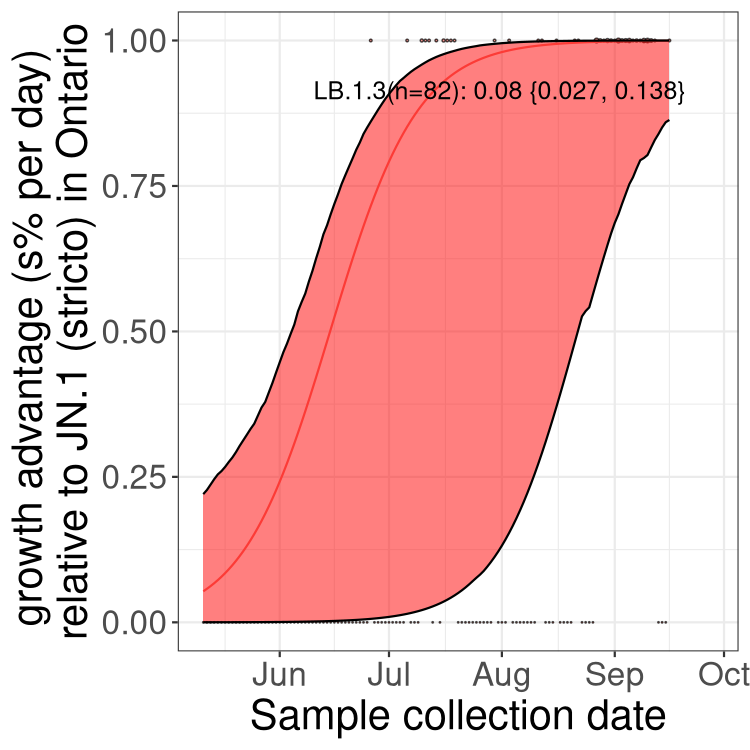 growth advantage (s% per day)
relative to JN.1 (stricto) in Ontario
1.00
0.75
0.50
0.25
0.00
LB.1.3(n=82): 0.08 {0.027, 0.138}
Jun Jul Aug Sep Oct
Sample collection date